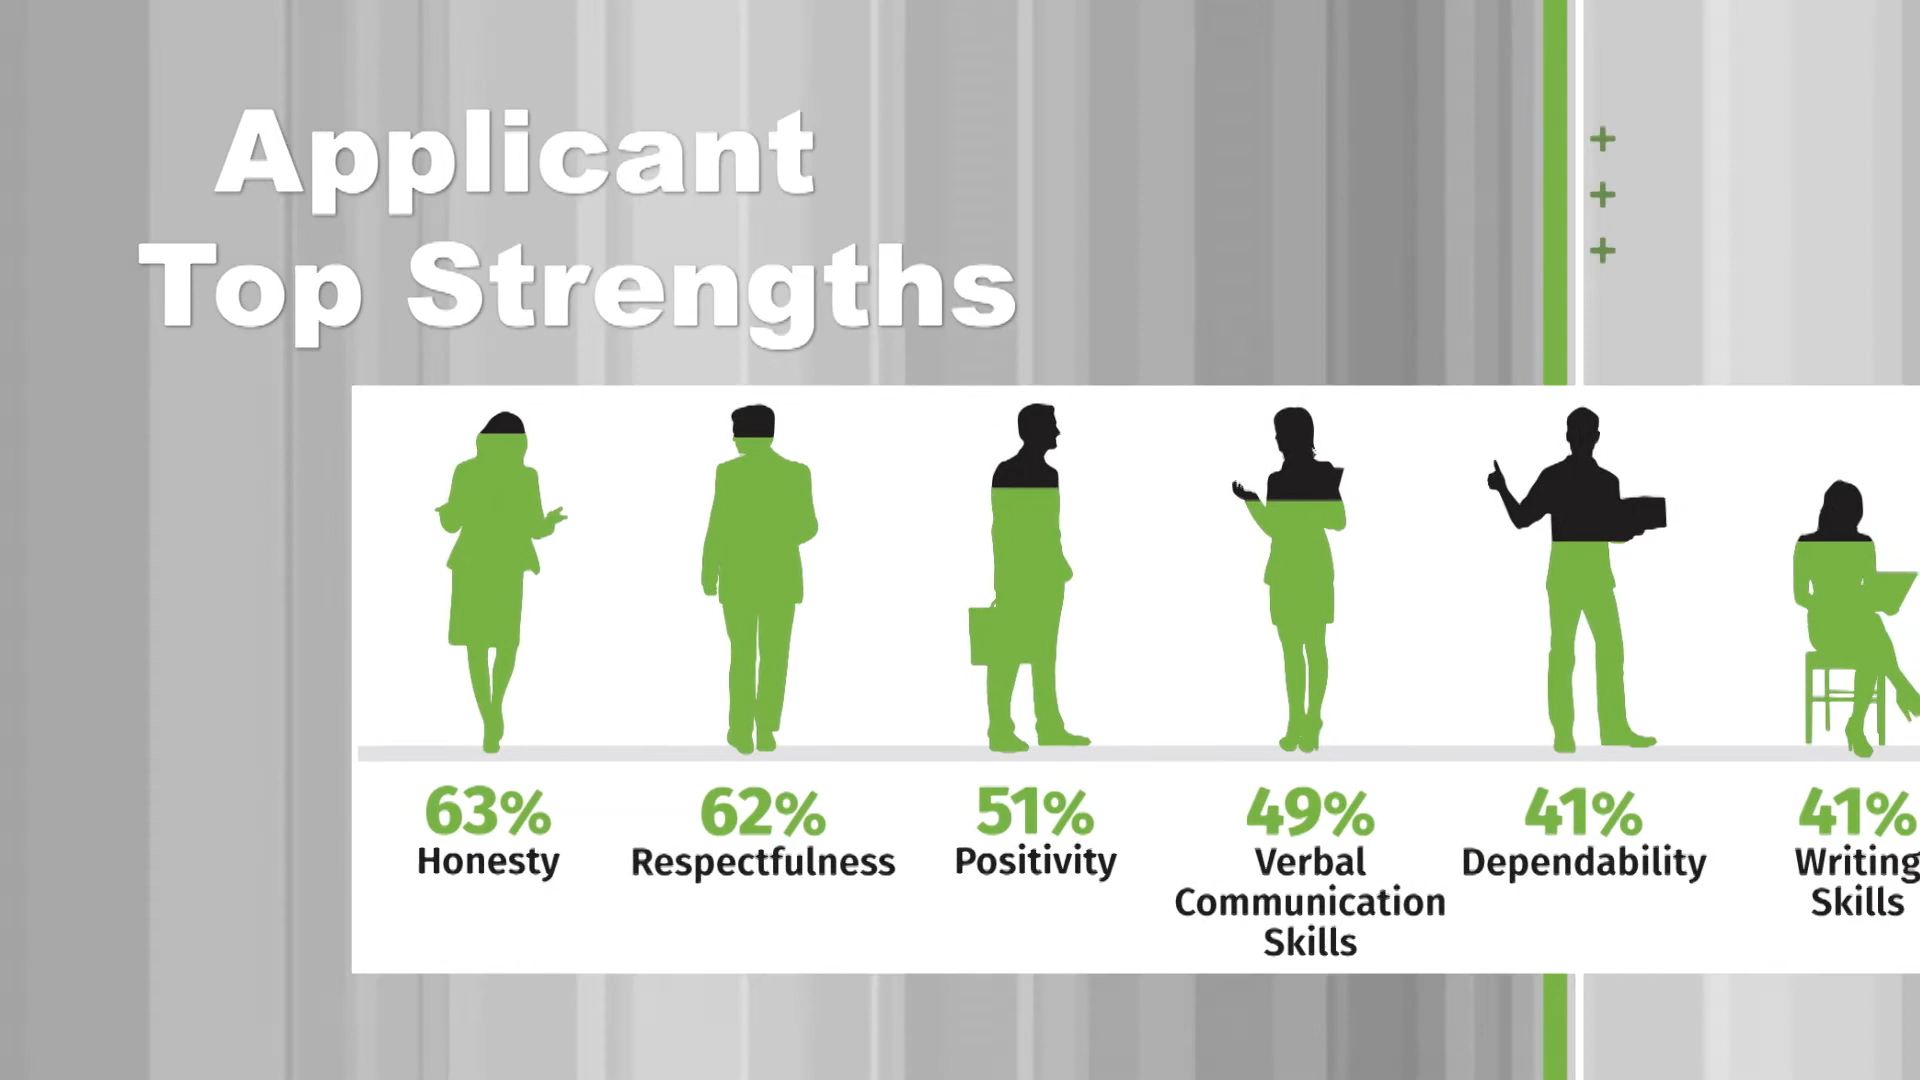 Applicant
Top Strengths
+
+
+
63%
Honesty
62%
Respectfulness
51%
Positivity
49%
Verbal
Communication
Skills
41%
Dependability
41%
Writing
Skills